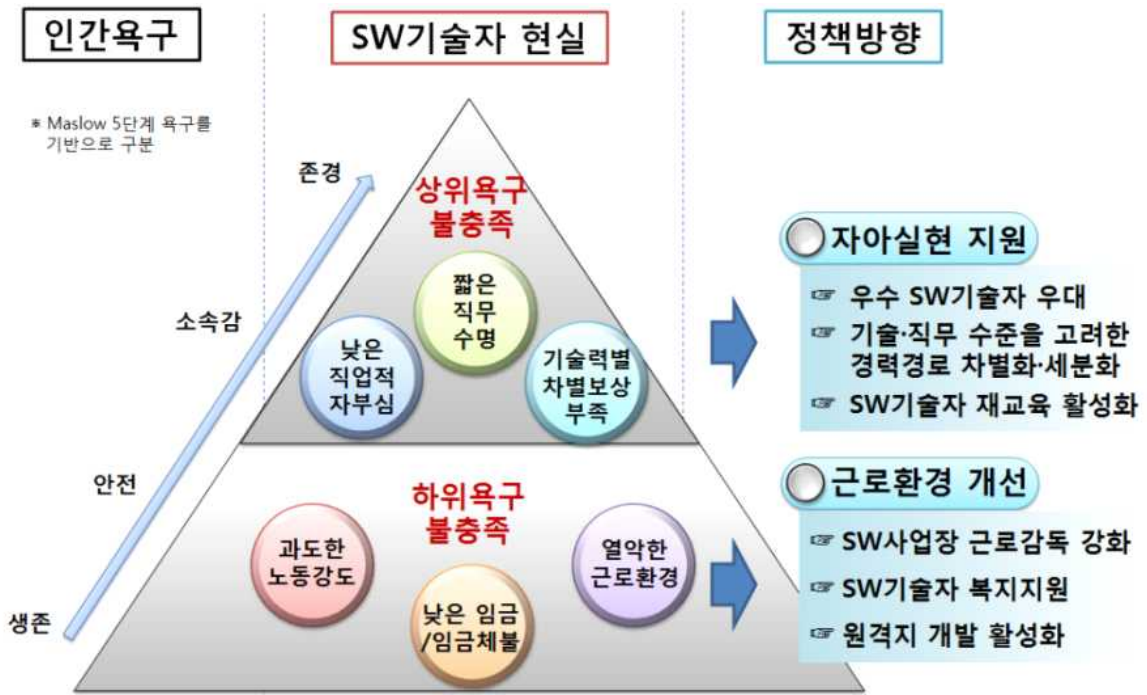 인간욕구
SW기술자 현실
정책방향
* Maslow 5단계 욕구를
기반으로 구분
존경
소속감
안전
생존
상위욕구
불충족
짧은
직무
수명
낮은
직업적
자부심
기술력별
차별보상
부족
하위욕구
불충족
과도한
노동강도
낮은 임금
/임금체불
열악한
근로환경
자아실현 지원
☞ 우수 SW기술자 우대
☞ 기술·직무 수준을 고려한
경력경로 차별화·세분화
☞ SW기술자 재교육 활성화
근로환경 개선
☞ SW사업장 근로감독 강화
☞ SW기술자 복지지원
☞ 원격지 개발 활성화